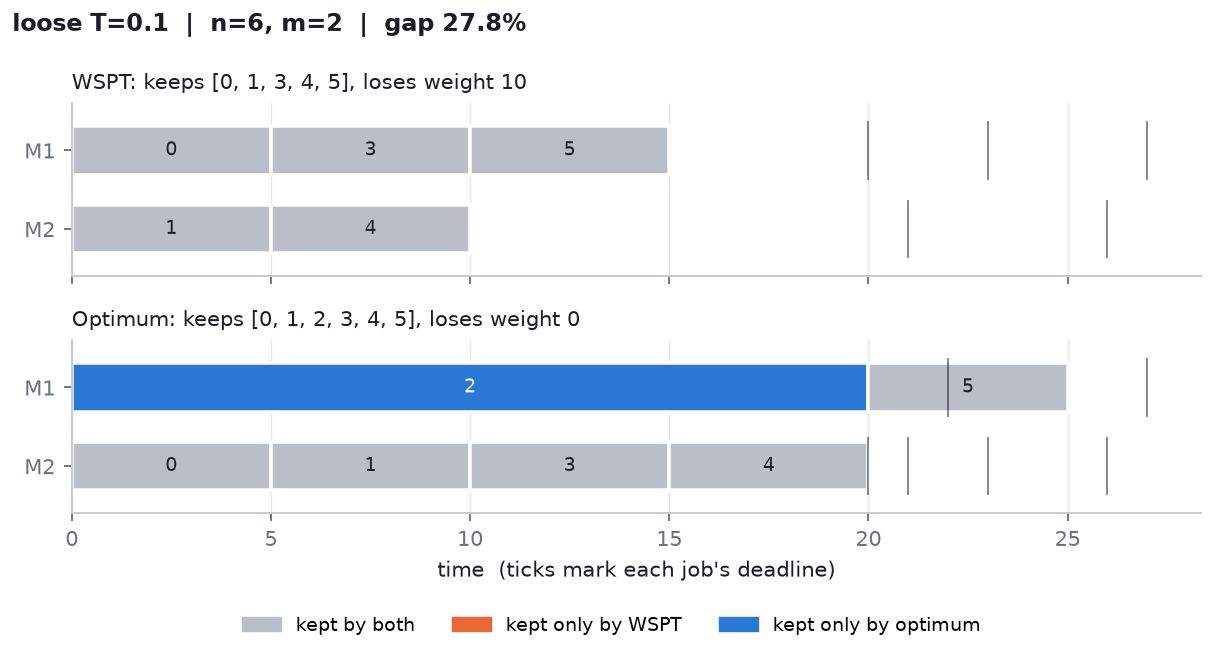 loose T=0.1 | n=6, m=2 | gap 27.8%
WSPT: keeps [0, 1, 3, 4, 5], loses weight 10
M1 0 3 5
M2 1 4
Optimum: keeps [0, 1, 2, 3, 4, 5], loses weight 0
M1 2 5
M2 0 1 3 4
0 5 10 15 20 25
time (ticks mark each job's deadline)
kept by both kept only by WSPT kept only by optimum